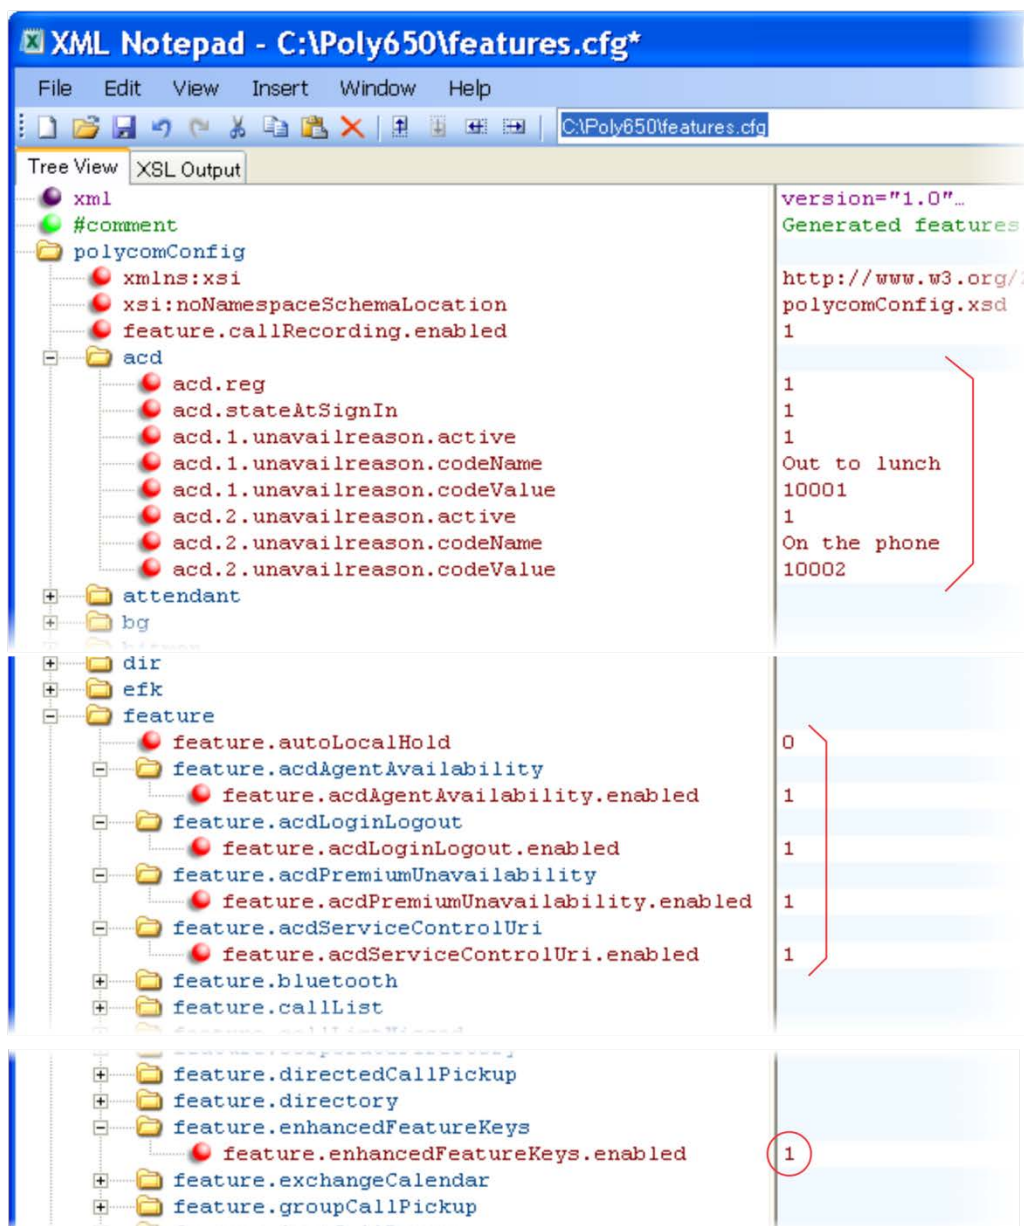 XML Notepad - C:\Poly650\features.cfg*
File Edit View Insert Window Help
C:\Poly650\features.cfg
Tree View XSL Output
xml version="1.0"…
#comment Generated features
polycomConfig
xmlns:xsi http://www.w3.org/
xsi:noNamespaceSchemaLocation polycomConfig.xsd
feature.callRecording.enabled 1
acd
acd.reg 1
acd.stateAtSignIn 1
acd.1.unavailreason.active 1
acd.1.unavailreason.codeName Out to lunch
acd.1.unavailreason.codeValue 10001
acd.2.unavailreason.active 1
acd.2.unavailreason.codeName On the phone
acd.2.unavailreason.codeValue 10002
attendant
bg
dir
efk
feature
feature.autoLocalHold 0
feature.acdAgentAvailability
feature.acdAgentAvailability.enabled 1
feature.acdLoginLogout
feature.acdLoginLogout.enabled 1
feature.acdPremiumUnavailability
feature.acdPremiumUnavailability.enabled 1
feature.acdServiceControlUri
feature.acdServiceControlUri.enabled 1
feature.bluetooth
feature.callList
feature.directedCallPickup
feature.directory
feature.enhancedFeatureKeys
feature.enhancedFeatureKeys.enabled 1
feature.exchangeCalendar
feature.groupCallPickup